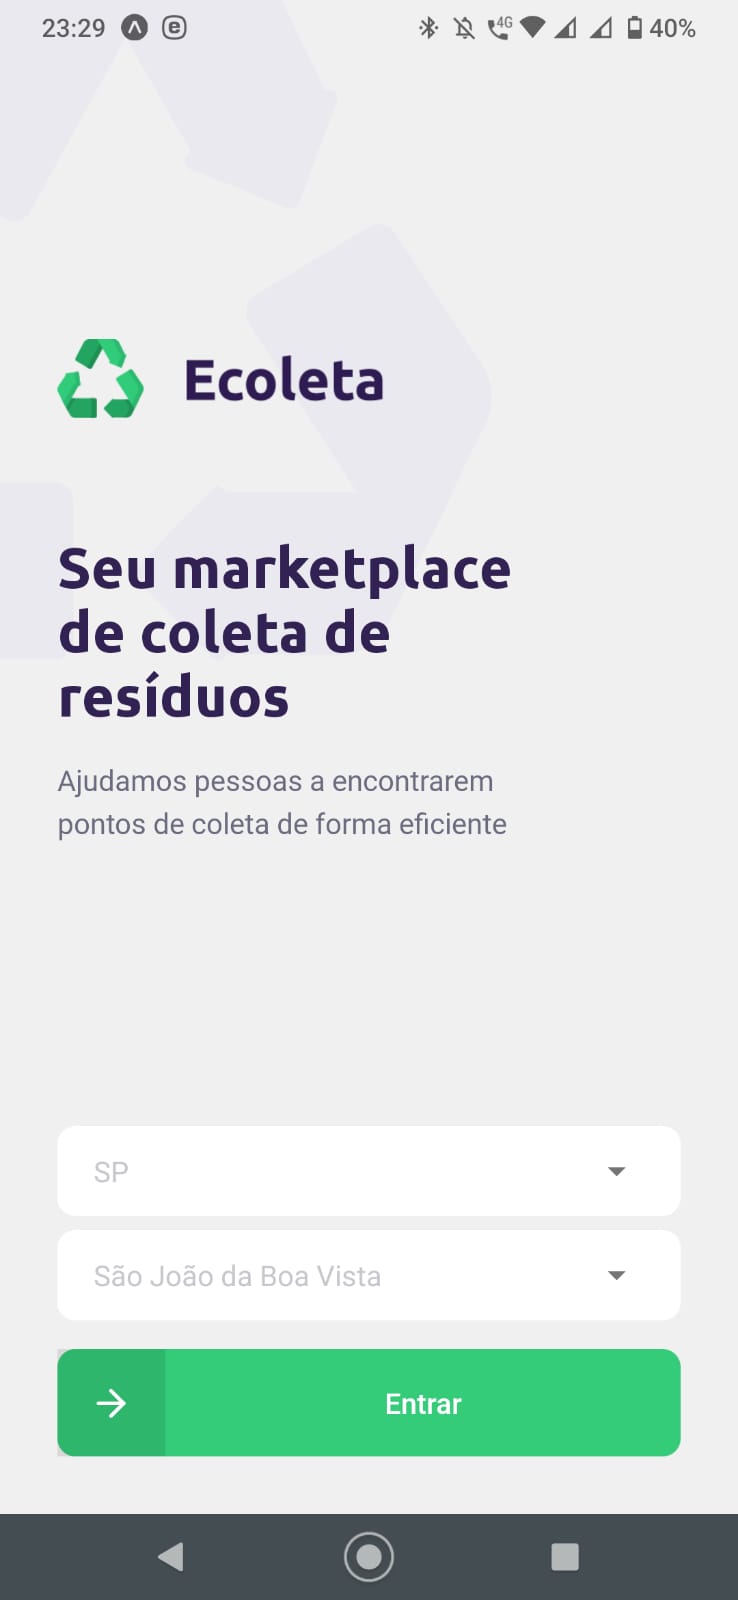 23:29
4G
40%
Ecoleta
Seu marketplace
de coleta de
resíduos
Ajudamos pessoas a encontrarem
pontos de coleta de forma eficiente
SP
São João da Boa Vista
Entrar